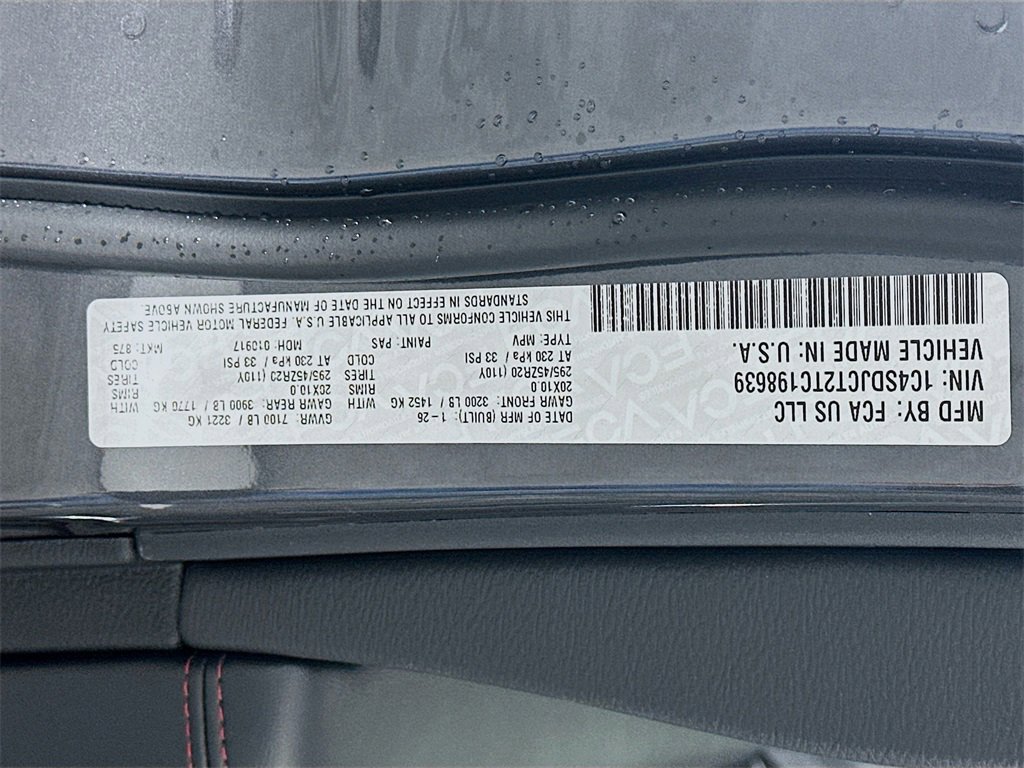 MFD BY: FCA US LLC
VIN: 1C4SDJCT2TC198639
VEHICLE MADE IN: U.S.A.
DATE OF MFR (BUILT): 1-26 GVWR: 7100 LB / 3221 KG
GAWR FRONT: 3200 LB / 1452 KG WITH GAWR REAR: 3900 LB / 1770 KG WITH
20X10.0 RIMS 20X10.0 RIMS
295/45ZR20 (110Y TIRES 295/45ZR20 (110Y TIRES
AT 230 kPa / 33 PSI COLD AT 230 kPa / 33 PSI COLD
TYPE: MPV PAINT: PAS MDH: 010917 MKT: 875
THIS VEHICLE CONFORMS TO ALL APPLICABLE U.S.A. FEDERAL MOTOR VEHICLE SAFETY
STANDARDS IN EFFECT ON THE DATE OF MANUFACTURE SHOWN ABOVE.